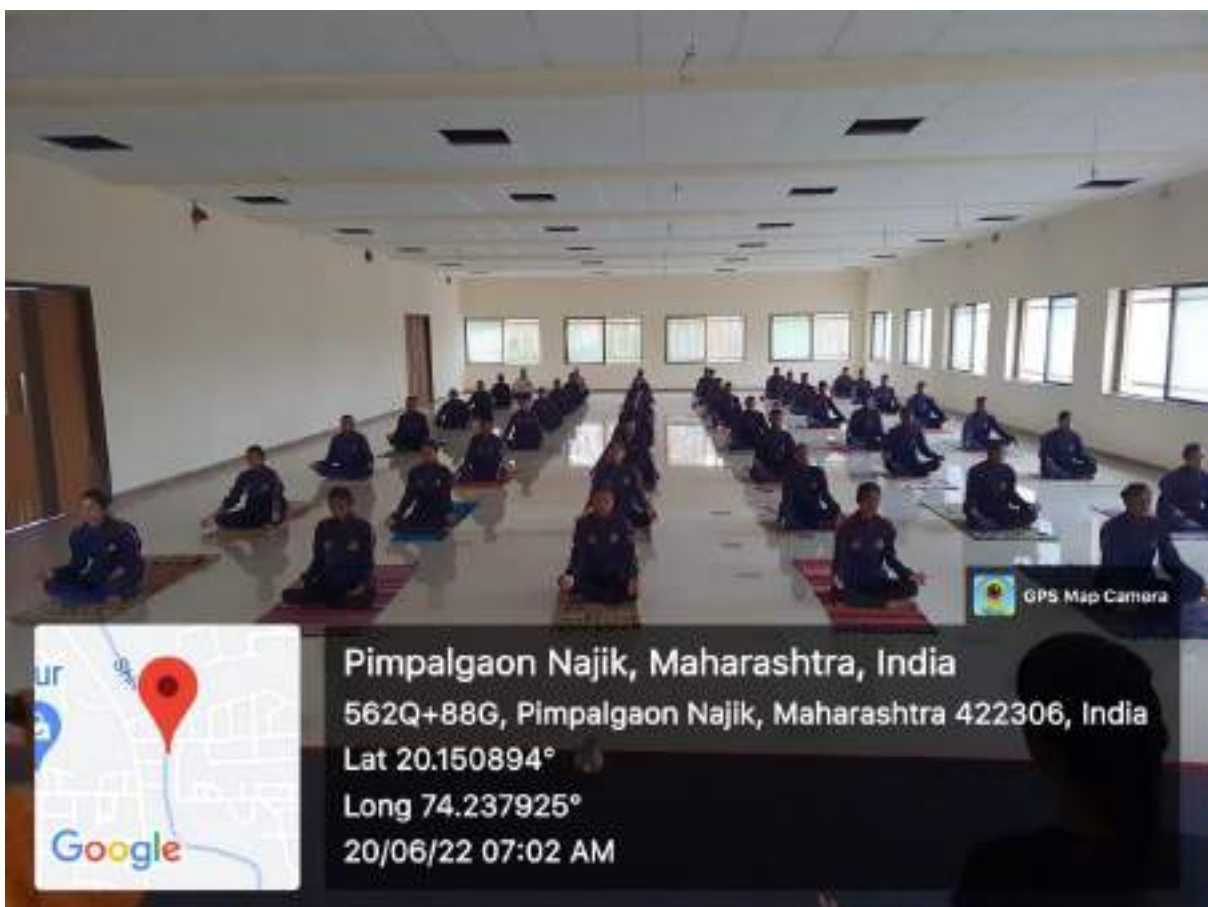 GPS Map Camera
Pimpalgaon Najik, Maharashtra, India
562Q+88G, Pimpalgaon Najik, Maharashtra 422306, India
Lat 20.150894°
Long 74.237925°
20/06/22 07:02 AM
ur
Google